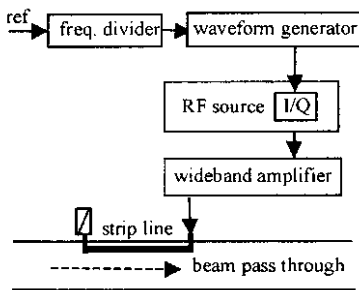 ref
freq. divider
waveform generator
RF source I/Q
wideband amplifier
strip line
beam pass through